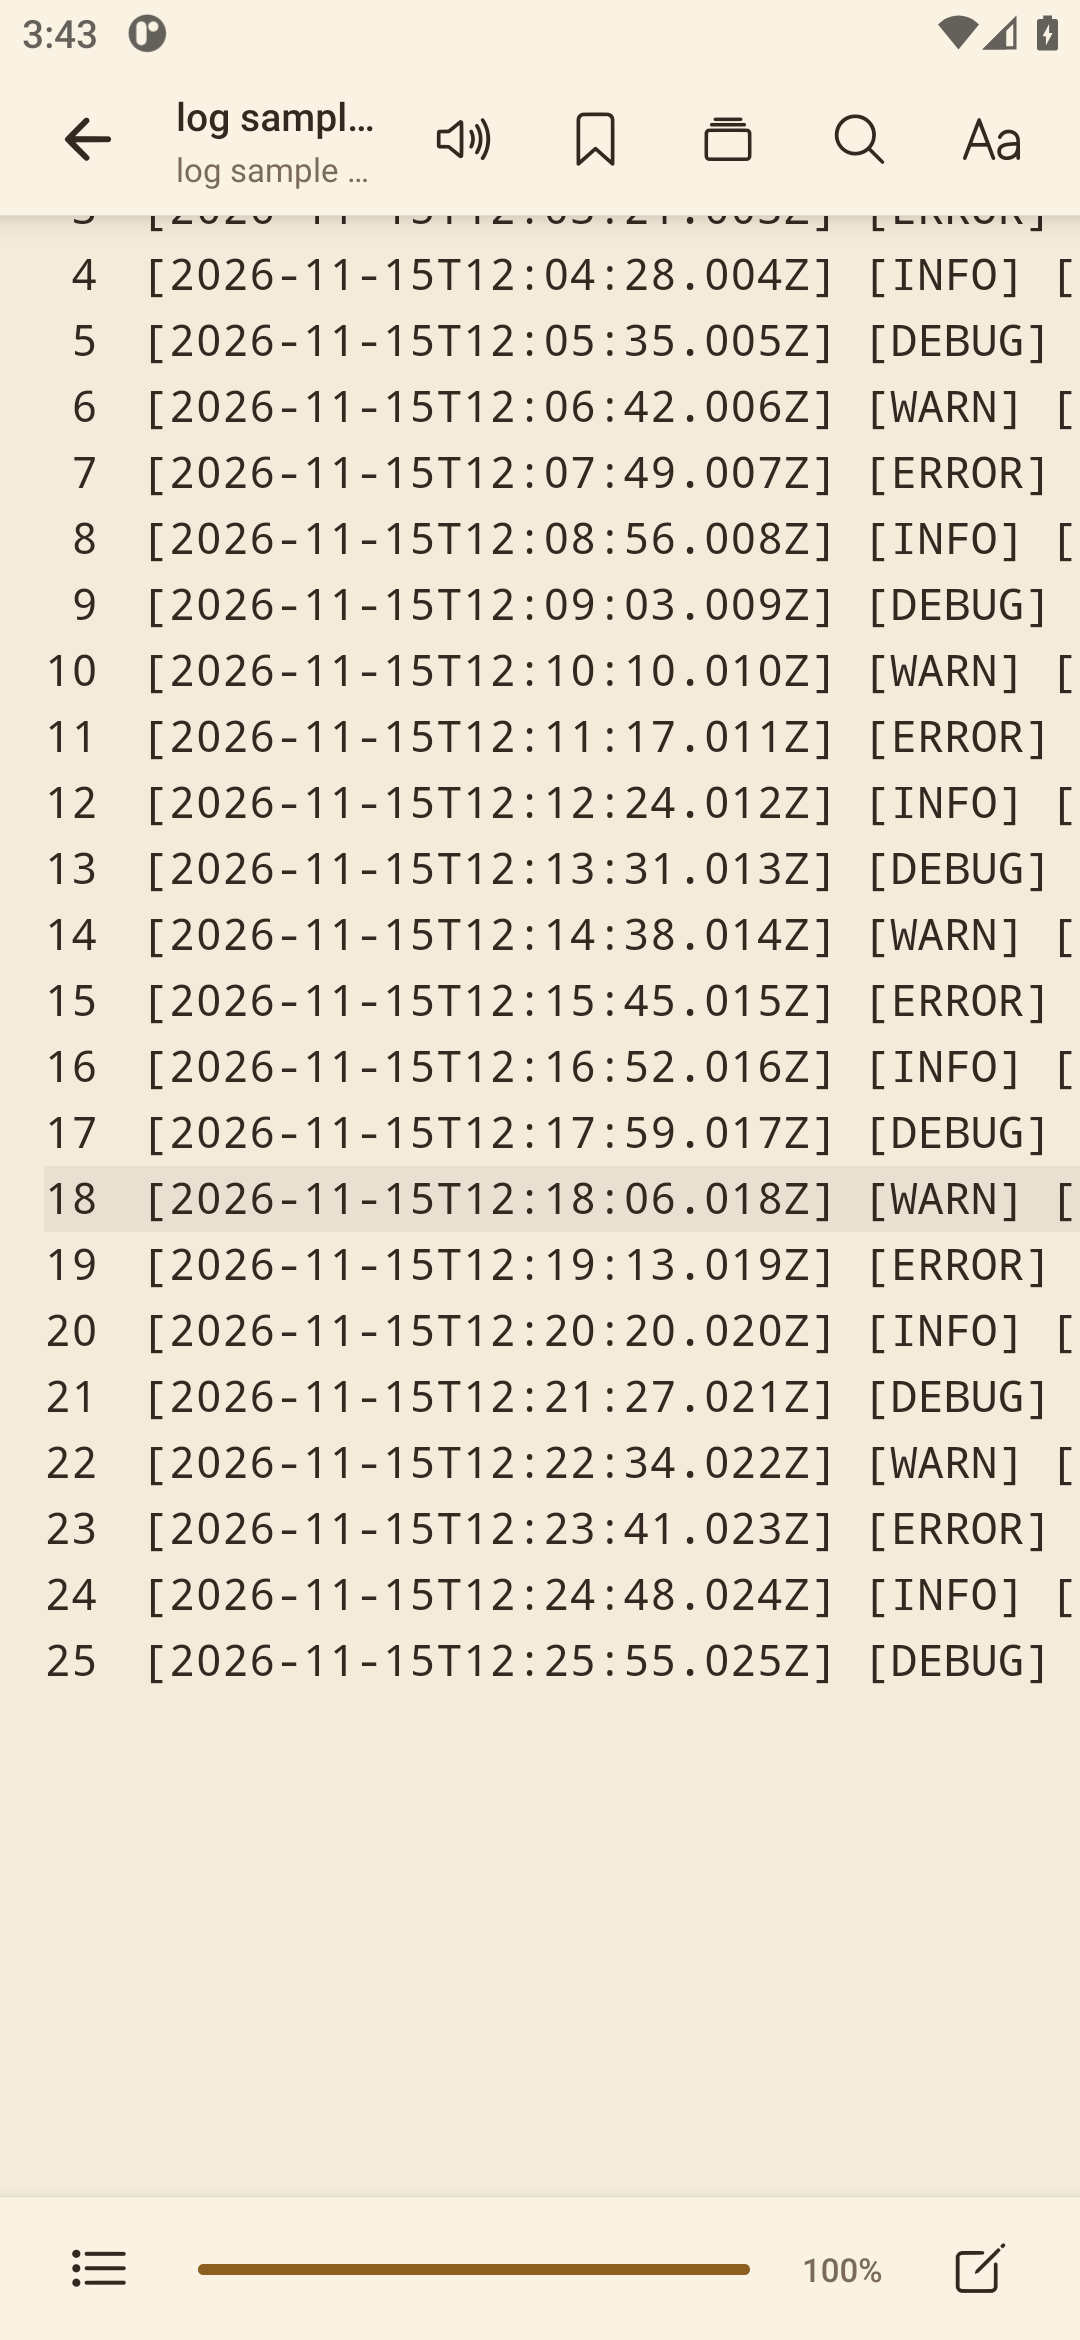 3:43
log sampl…
log sample …
Aa
3 [2026-11-15T12:03:21.003Z] [ERROR]
4 [2026-11-15T12:04:28.004Z] [INFO] [
5 [2026-11-15T12:05:35.005Z] [DEBUG]
6 [2026-11-15T12:06:42.006Z] [WARN] [
7 [2026-11-15T12:07:49.007Z] [ERROR]
8 [2026-11-15T12:08:56.008Z] [INFO] [
9 [2026-11-15T12:09:03.009Z] [DEBUG]
10 [2026-11-15T12:10:10.010Z] [WARN] [
11 [2026-11-15T12:11:17.011Z] [ERROR]
12 [2026-11-15T12:12:24.012Z] [INFO] [
13 [2026-11-15T12:13:31.013Z] [DEBUG]
14 [2026-11-15T12:14:38.014Z] [WARN] [
15 [2026-11-15T12:15:45.015Z] [ERROR]
16 [2026-11-15T12:16:52.016Z] [INFO] [
17 [2026-11-15T12:17:59.017Z] [DEBUG]
18 [2026-11-15T12:18:06.018Z] [WARN] [
19 [2026-11-15T12:19:13.019Z] [ERROR]
20 [2026-11-15T12:20:20.020Z] [INFO] [
21 [2026-11-15T12:21:27.021Z] [DEBUG]
22 [2026-11-15T12:22:34.022Z] [WARN] [
23 [2026-11-15T12:23:41.023Z] [ERROR]
24 [2026-11-15T12:24:48.024Z] [INFO] [
25 [2026-11-15T12:25:55.025Z] [DEBUG]
100%